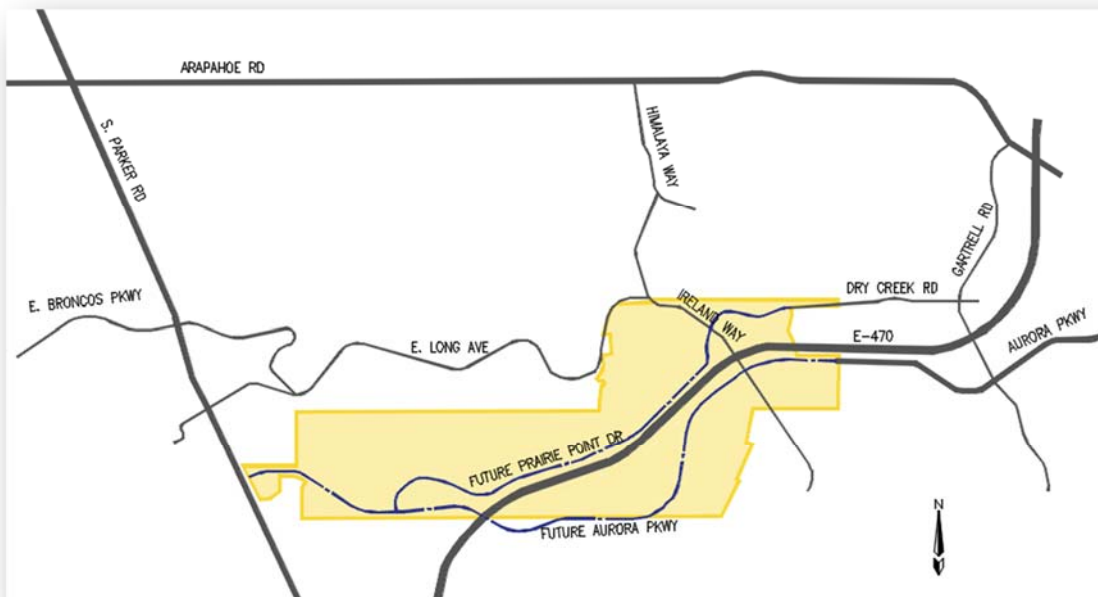 ARAPAHOE RD
S. PARKER RD
HIMALAYA WAY
GARTRELL RD
E. BRONCOS PKWY
DRY CREEK RD
IRELAND WAY
E. LONG AVE
E-470
AURORA PKWY
FUTURE PRAIRIE POINT DR
FUTURE AURORA PKWY
N